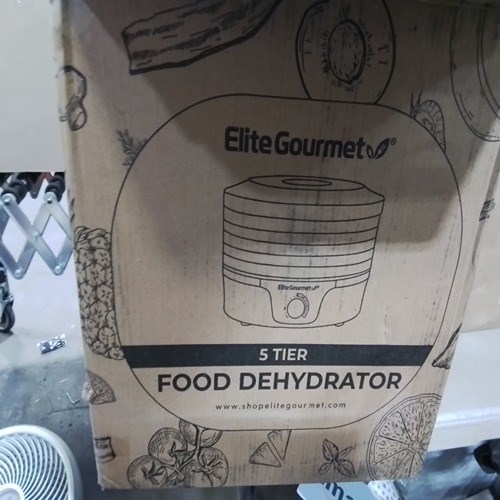 Elite Gourmet®
Elite Gourmet
5 TIER
FOOD DEHYDRATOR
www.shopelitegourmet.com